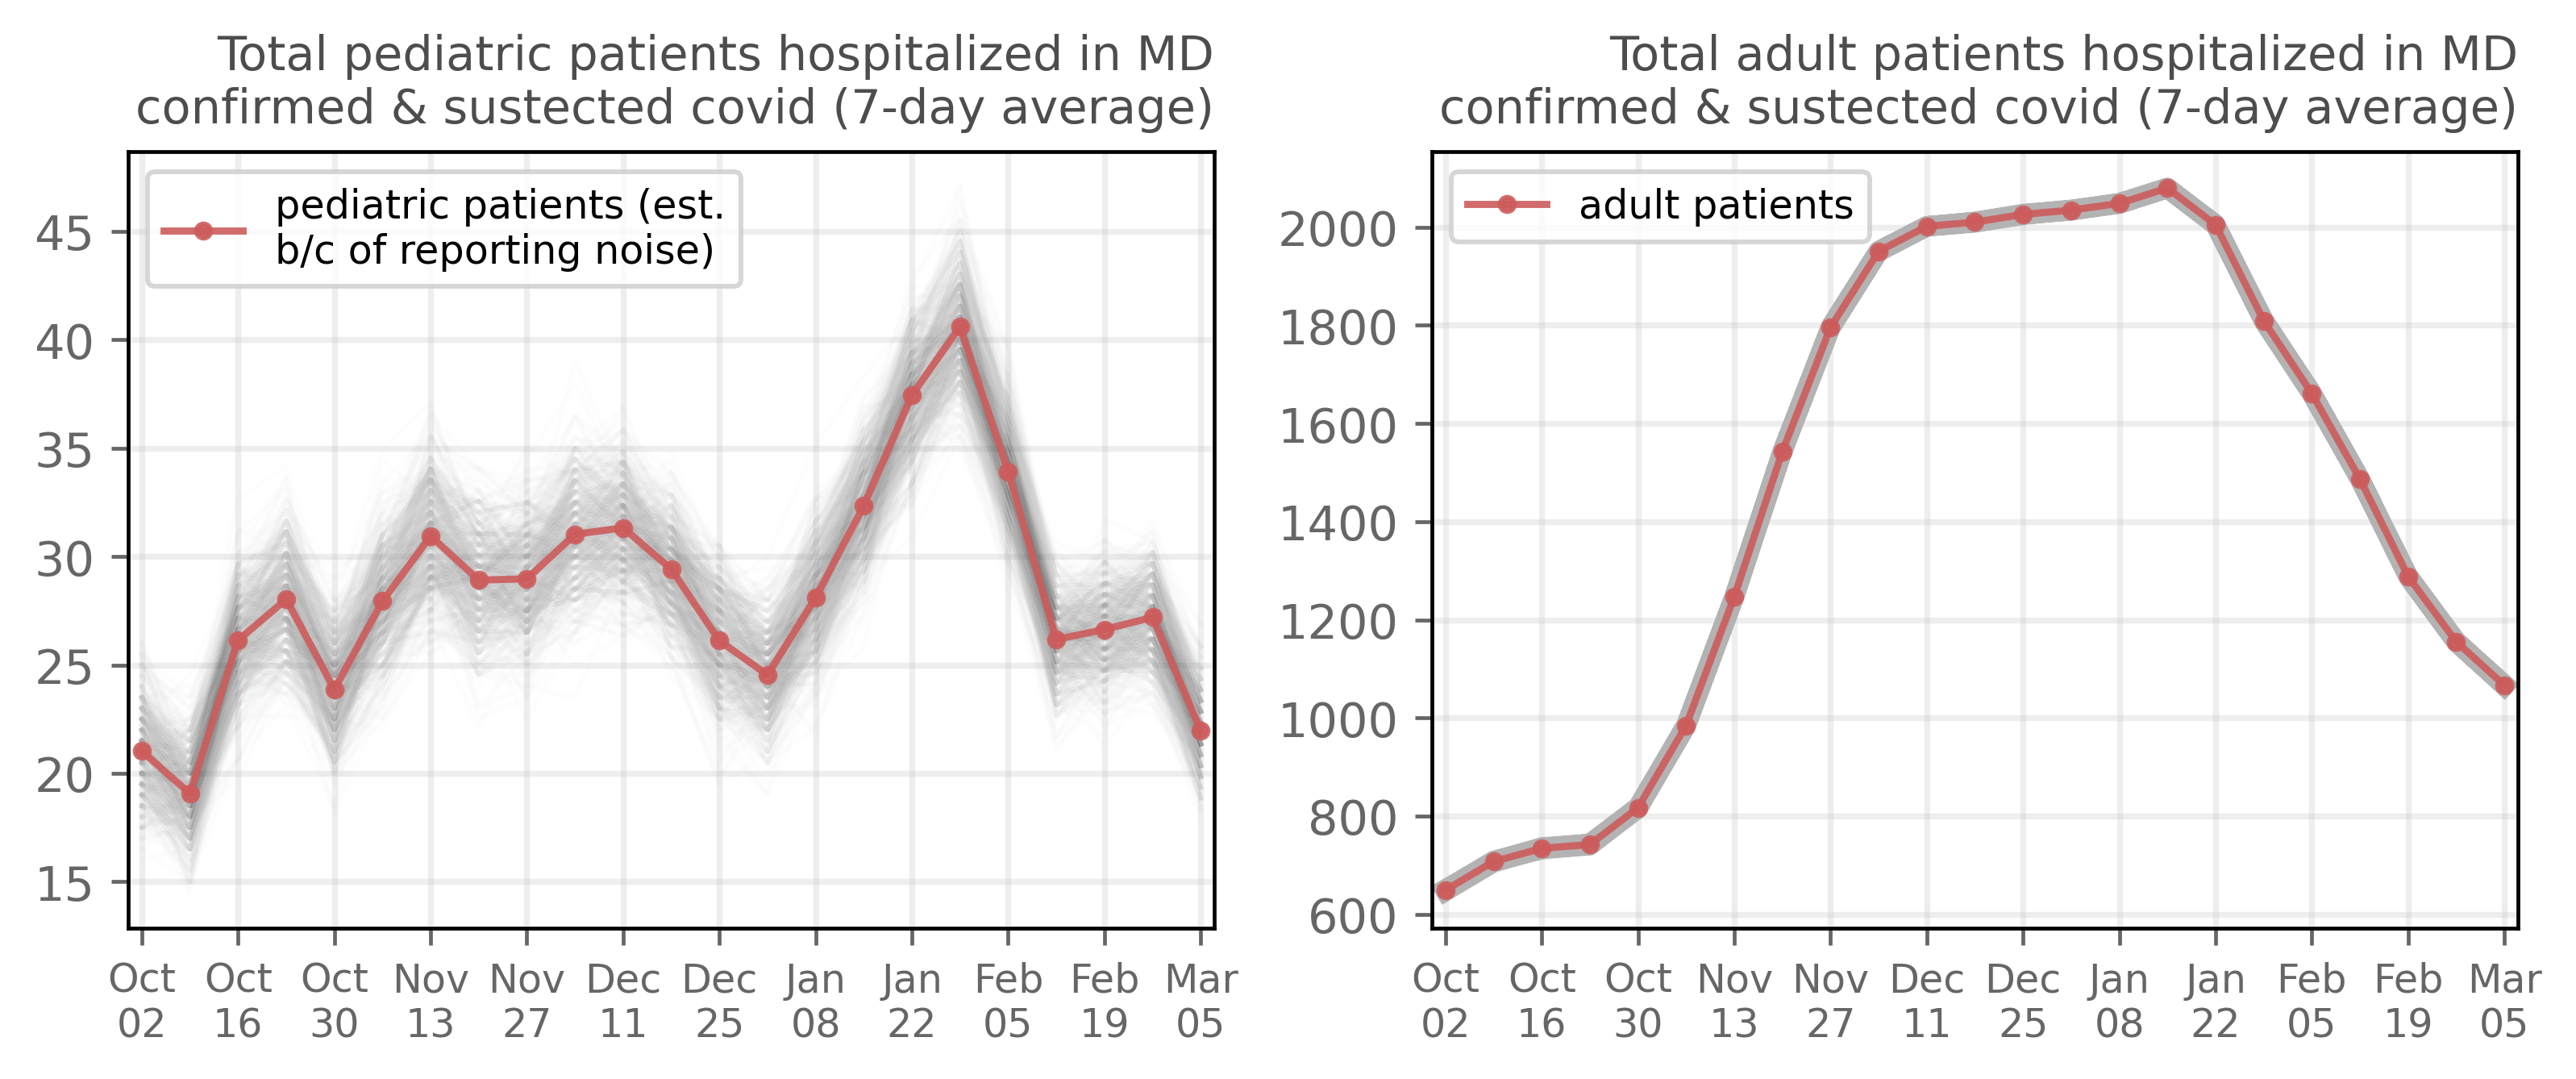 Total pediatric patients hospitalized in MD
confirmed & sustected covid (7-day average)
pediatric patients (est.
b/c of reporting noise)
45
40
35
30
25
20
15
Oct Oct Oct Nov Nov Dec Dec Jan Jan Feb Feb Mar
02 16 30 13 27 11 25 08 22 05 19 05
Total adult patients hospitalized in MD
confirmed & sustected covid (7-day average)
adult patients
2000
1800
1600
1400
1200
1000
800
600
Oct Oct Oct Nov Nov Dec Dec Jan Jan Feb Feb Mar
02 16 30 13 27 11 25 08 22 05 19 05